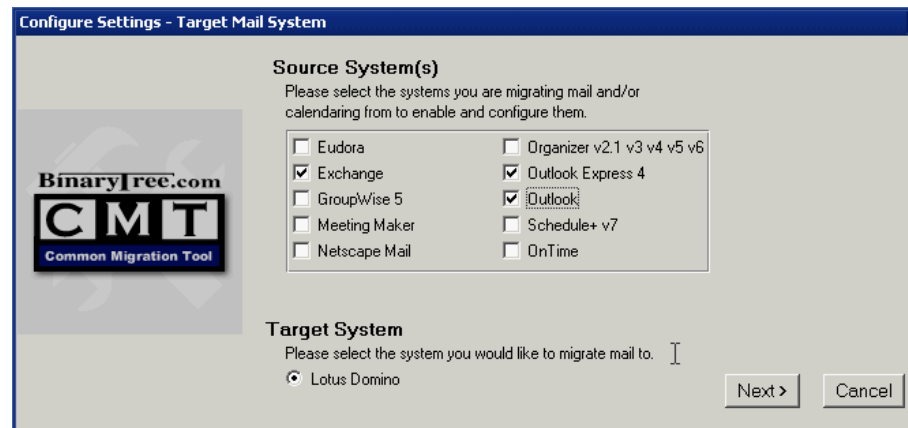 Configure Settings - Target Mail System
Source System(s)
Please select the systems you are migrating mail and/or
calendaring from to enable and configure them.
Eudora
Organizer v2.1 v3 v4 v5 v6
Exchange
Outlook Express 4
GroupWise 5
Outlook
Meeting Maker
Schedule+ v7
Netscape Mail
OnTime
BinaryTree.com
CMT
Common Migration Tool
Target System
Please select the system you would like to migrate mail to.
Lotus Domino
Next >
Cancel